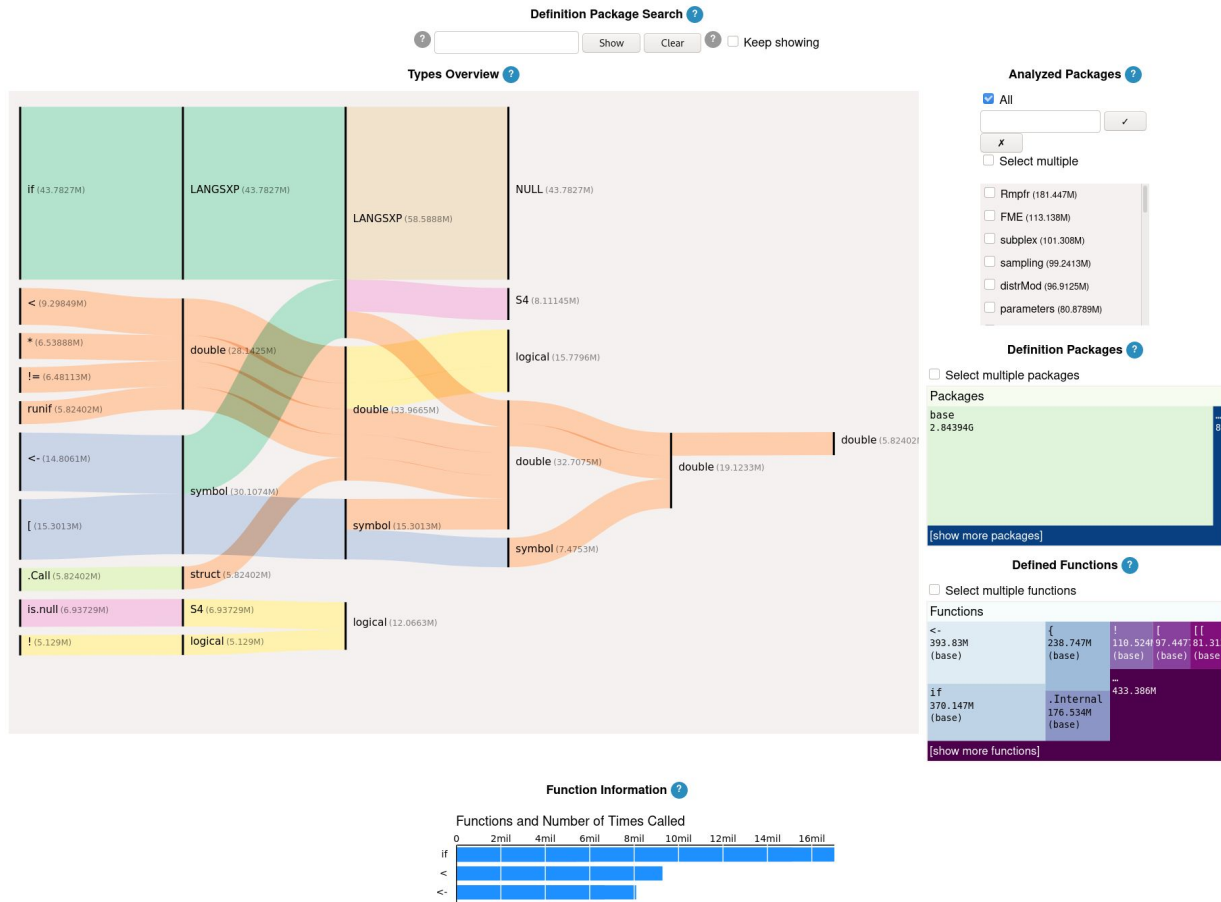 Definition Package Search ?
? Show Clear ? Keep showing
Types Overview ?
if (43.7827M)
LANGSXP (43.7827M)
LANGSXP (58.5888M)
NULL (43.7827M)
S4 (8.11145M)
< (9.29849M)
* (6.53888M)
!= (6.48113M)
runif (5.82402M)
double (28.1425M)
double (33.9665M)
logical (15.7796M)
<- (14.8061M)
[ (15.3013M)
symbol (30.1074M)
symbol (15.3013M)
double (32.7075M)
symbol (7.4753M)
double (19.1233M)
double (5.82402
.Call (5.82402M)
struct (5.82402M)
is.null (6.93729M)
S4 (6.93729M)
! (5.129M)
logical (5.129M)
logical (12.0663M)
Analyzed Packages ?
All
✓
✗
Select multiple
Rmpfr (181.447M)
FME (113.138M)
subplex (101.308M)
sampling (99.2413M)
distrMod (96.9125M)
parameters (80.8789M)
Definition Packages ?
Select multiple packages
Packages
base
2.84394G
…
8
[show more packages]
Defined Functions ?
Select multiple functions
Functions
<-
393.83M
(base)
if
370.147M
(base)
{
238.747M
(base)
.Internal
176.534M
(base)
!
110.524M
(base)
[
97.447
(base)
[[
81.31
(base
…
433.386M
[show more functions]
Function Information ?
Functions and Number of Times Called
0 2mil 4mil 6mil 8mil 10mil 12mil 14mil 16mil
if
<
<-